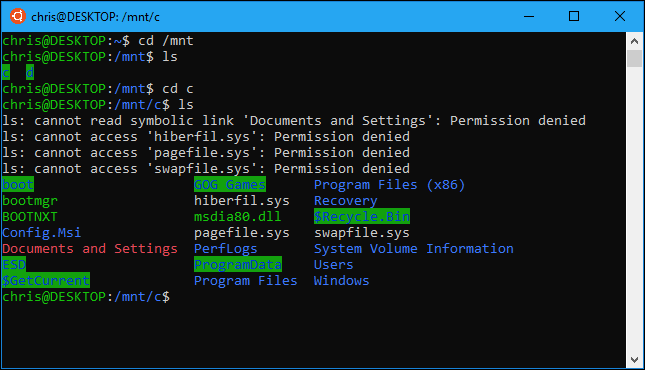 chris@DESKTOP: /mnt/c
chris@DESKTOP:~$ cd /mnt
chris@DESKTOP:/mnt$ ls
c d
chris@DESKTOP:/mnt$ cd c
chris@DESKTOP:/mnt/c$ ls
ls: cannot read symbolic link 'Documents and Settings': Permission denied
ls: cannot access 'hiberfil.sys': Permission denied
ls: cannot access 'pagefile.sys': Permission denied
ls: cannot access 'swapfile.sys': Permission denied
boot GOG Games Program Files (x86)
bootmgr hiberfil.sys Recovery
BOOTNXT msdia80.dll $Recycle.Bin
Config.Msi pagefile.sys swapfile.sys
Documents and Settings PerfLogs System Volume Information
ESD ProgramData Users
$GetCurrent Program Files Windows
chris@DESKTOP:/mnt/c$